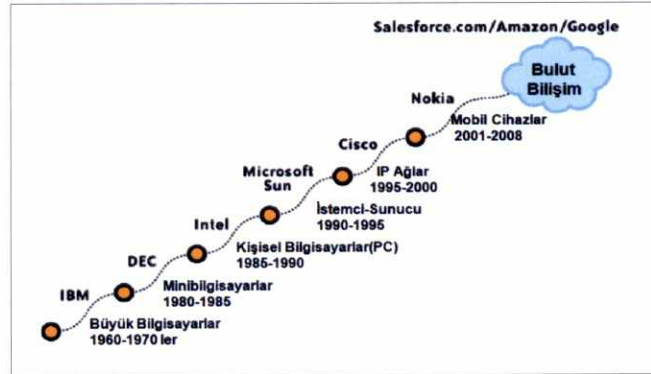 Salesforce.com/Amazon/Google
Bulut
Bilişim
Nokia
Mobil Cihazlar
2001-2008
Cisco
IP Ağlar
1995-2000
Microsoft
Sun
İstemci-Sunucu
1990-1995
Intel
Kişisel Bilgisayarlar(PC)
1985-1990
DEC
Minibilgisayarlar
1980-1985
IBM
Büyük Bilgisayarlar
1960-1970 ler